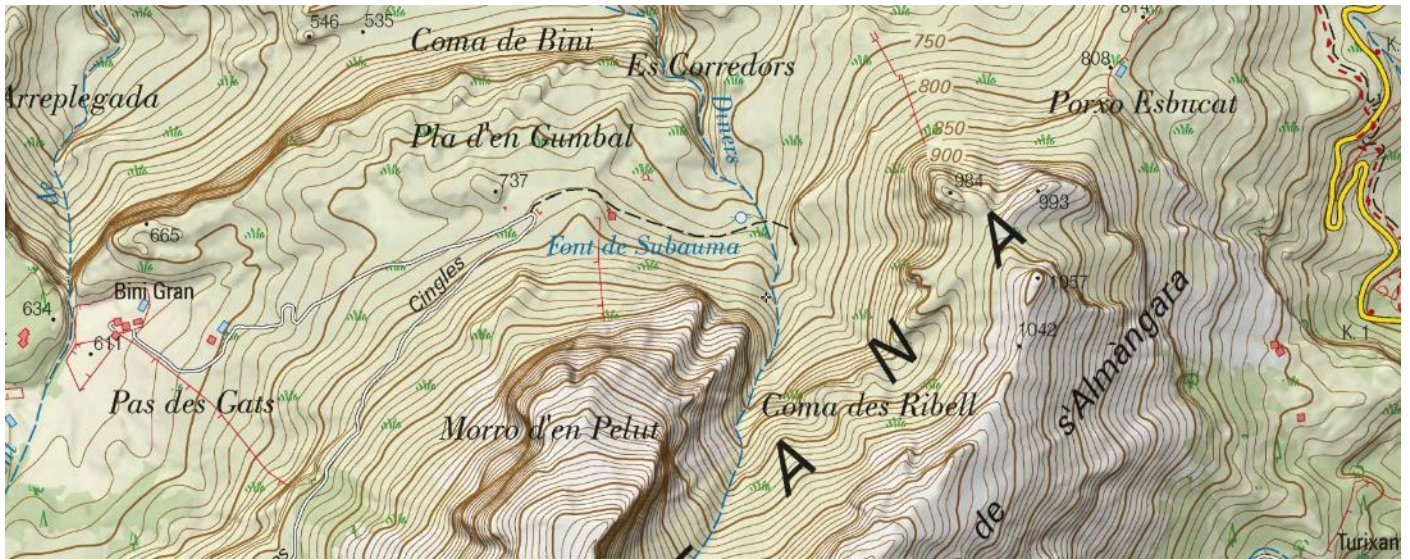 546
535
Coma de Bini
Es Corredors
750
808
K.
Arreplegada
800
Porxo Esbucat
Diners
Pla d'en Gumbal
850
900
737
984
993
665
Font de Subauma
A
Cingles
Bini Gran
1057
634
K. 1
611
1042
N
s'Almàngara
Pas des Gats
Coma des Ribell
Morro d'en Pelut
A
de
Turixan